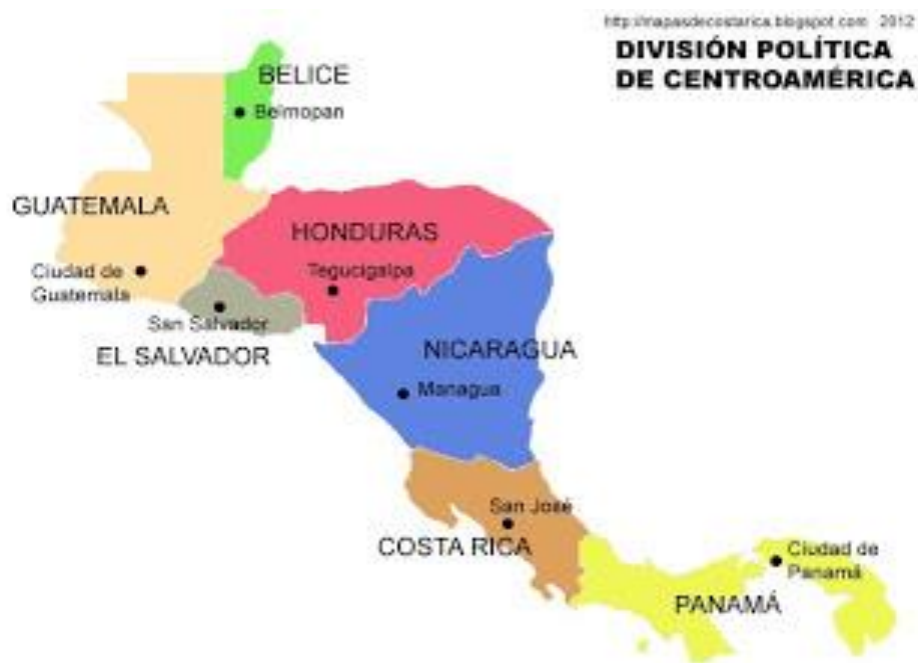 http://mapasdecostarica.blogspot.com 2012
DIVISIÓN POLÍTICA
DE CENTROAMÉRICA
BELICE
Belmopan
GUATEMALA
HONDURAS
Ciudad de
Guatemala
Tegucigalpa
San Salvador
EL SALVADOR
NICARAGUA
Managua
San José
COSTA RICA
Ciudad de
Panamá
PANAMÁ